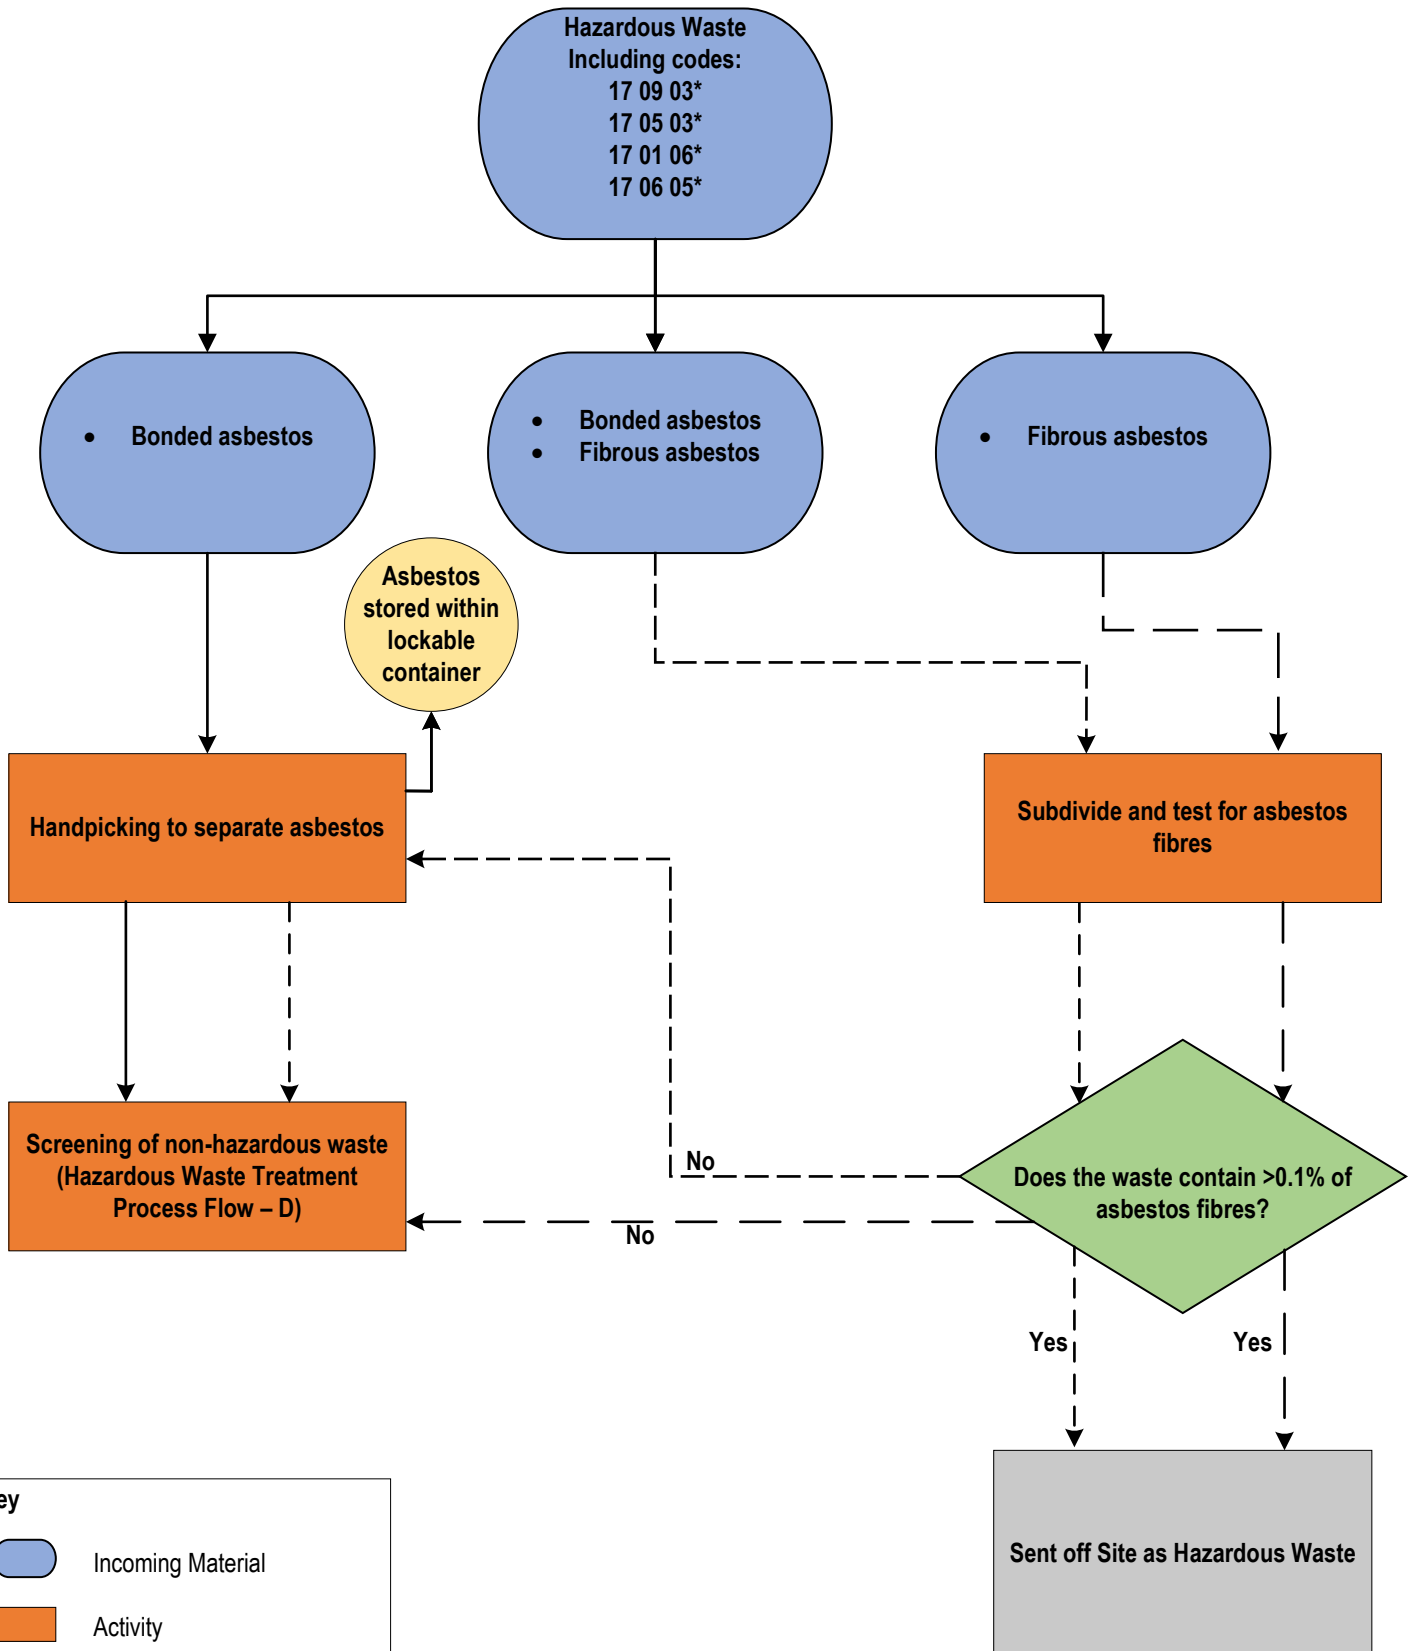 Hazardous Waste
Including codes:
17 09 03*
17 05 03*
17 01 06*
17 06 05*
• Bonded asbestos
• Bonded asbestos
• Fibrous asbestos
• Fibrous asbestos
Asbestos
stored within
lockable
container
Handpicking to separate asbestos
Subdivide and test for asbestos
fibres
Screening of non-hazardous waste
(Hazardous Waste Treatment
Process Flow – D)
No
Does the waste contain >0.1% of
asbestos fibres?
No
Yes
Yes
Sent off Site as Hazardous Waste
ey
Incoming Material
Activity